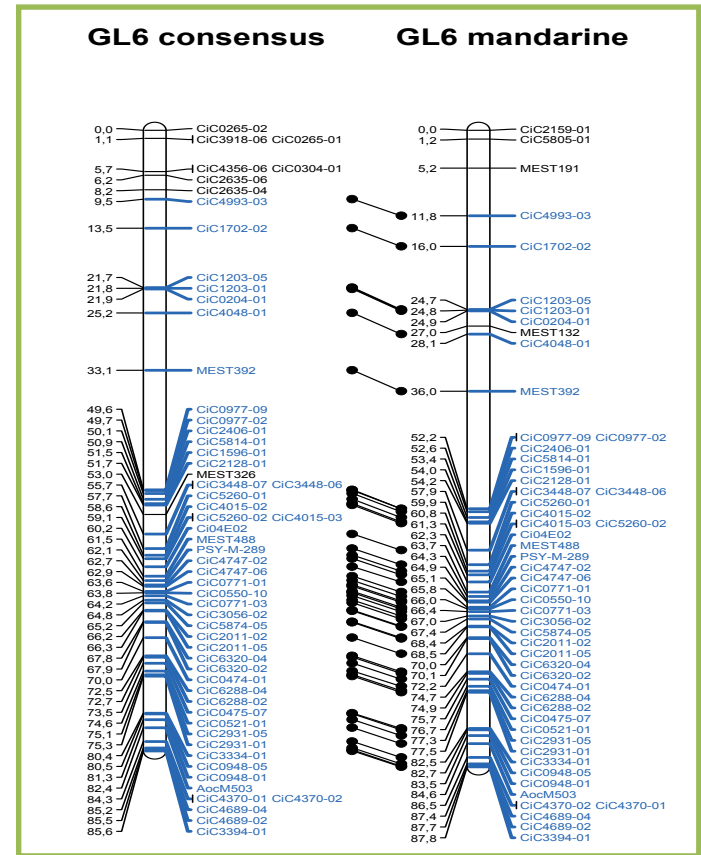 GL6 consensus
0,0 CiC0265-02
1,1 CiC3918-06 CiC0265-01
5,7 CiC4356-06 CiC0304-01
6,2 CiC2635-06
8,2 CiC2635-04
9,5 CiC4993-03
13,5 CiC1702-02
21,7 CiC1203-05
21,8 CiC1203-01
21,9 CiC0204-01
25,2 CiC4048-01
33,1 MEST392
49,6 CiC0977-09
49,7 CiC0977-02
50,1 CiC2406-01
50,9 CiC5814-01
51,5 CiC1596-01
51,7 CiC2128-01
53,0 MEST326
55,7 CiC3448-07 CiC3448-06
57,7 CiC5260-01
58,6 CiC4015-02
59,1 CiC5260-02 CiC4015-03
60,2 Ci04E02
61,5 MEST488
62,1 PSY-M-289
62,7 CiC4747-02
62,9 CiC4747-06
63,6 CiC0771-01
63,8 CiC0550-10
64,2 CiC0771-03
64,8 CiC3056-02
65,2 CiC5874-05
66,2 CiC2011-02
66,3 CiC2011-05
67,8 CiC6320-04
67,9 CiC6320-02
70,0 CiC0474-01
72,5 CiC6288-04
72,7 CiC6288-02
73,5 CiC0475-07
74,6 CiC0521-01
75,1 CiC2931-05
75,3 CiC2931-01
80,4 CiC3334-01
80,5 CiC0948-05
81,3 CiC0948-01
82,4 AocM503
84,3 CiC4370-01 CiC4370-02
85,2 CiC4689-04
85,5 CiC4689-02
85,6 CiC3394-01
GL6 mandarine
0,0 CiC2159-01
1,2 CiC5805-01
5,2 MEST191
11,8 CiC4993-03
16,0 CiC1702-02
24,7 CiC1203-05
24,8 CiC1203-01
24,9 CiC0204-01
27,0 MEST132
28,1 CiC4048-01
36,0 MEST392
52,2 CiC0977-09 CiC0977-02
52,6 CiC2406-01
53,4 CiC5814-01
54,0 CiC1596-01
54,2 CiC2128-01
57,9 CiC3448-07 CiC3448-06
59,9 CiC5260-01
60,8 CiC4015-02
61,3 CiC4015-03 CiC5260-02
62,3 Ci04E02
63,7 MEST488
64,3 PSY-M-289
64,9 CiC4747-02
65,1 CiC4747-06
65,8 CiC0771-01
66,0 CiC0550-10
66,4 CiC0771-03
67,0 CiC3056-02
67,4 CiC5874-05
68,4 CiC2011-02
68,5 CiC2011-05
70,0 CiC6320-04
70,1 CiC6320-02
72,2 CiC0474-01
74,7 CiC6288-04
74,9 CiC6288-02
75,7 CiC0475-07
76,7 CiC0521-01
77,3 CiC2931-05
77,5 CiC2931-01
82,5 CiC3334-01
82,7 CiC0948-05
83,5 CiC0948-01
84,6 AocM503
86,5 CiC4370-02 CiC4370-01
87,4 CiC4689-04
87,7 CiC4689-02
87,8 CiC3394-01